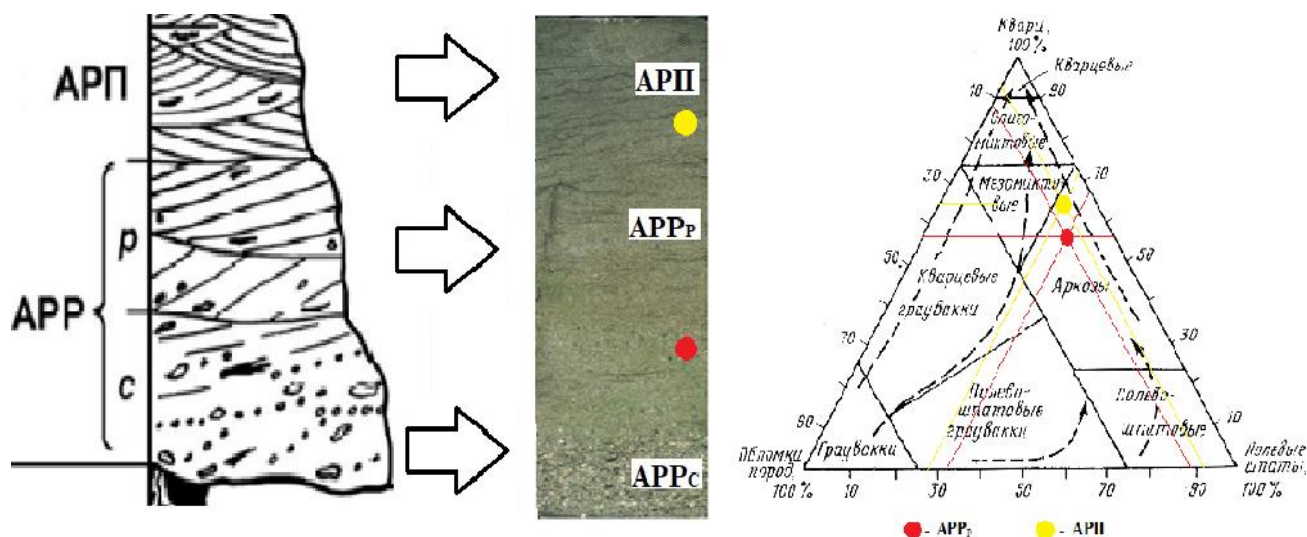 АРП
АРР
р
с
АРП
АРРР
АРРС
Кварц,
100%
Кварцевые
10
90
Олиго-
миктовые
30
Мезомикто-
вые
10
50
50
Кварцевые
граувакки
Аркозы
70
30
Полево-
шпатовые
граувакки
Полево-
шпатовые
90
10
Граувакки
Обломки
пород,
100%
Полевые
шпаты,
100%
10
30
50
70
90
- АРРр
- АРП